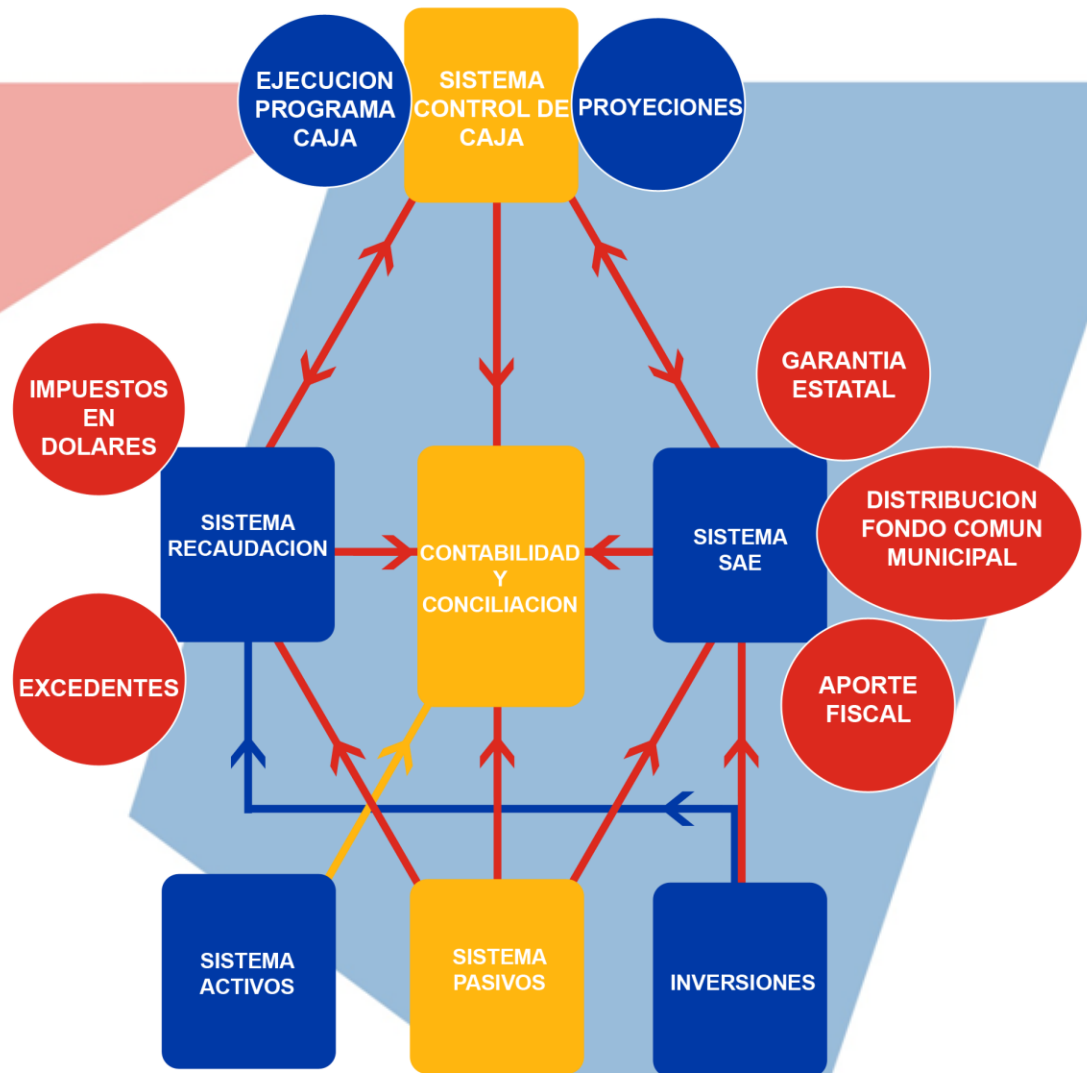 EJECUCION
PROGRAMA
CAJA
SISTEMA
CONTROL DE
CAJA
PROYECIONES
GARANTIA
ESTATAL
IMPUESTOS
EN
DOLARES
SISTEMA
RECAUDACION
CONTABILIDAD
Y
CONCILIACION
SISTEMA
SAE
DISTRIBUCION
FONDO COMUN
MUNICIPAL
EXCEDENTES
APORTE
FISCAL
SISTEMA
ACTIVOS
SISTEMA
PASIVOS
INVERSIONES